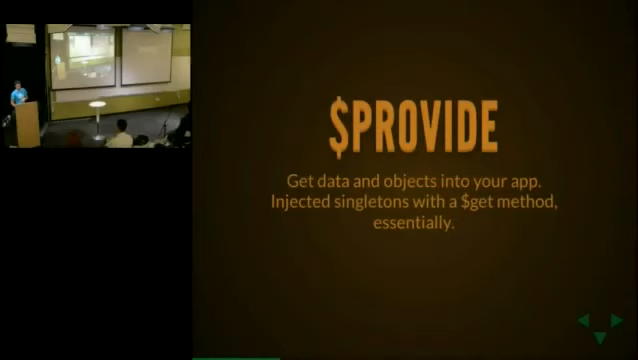 $PROVIDE
Get data and objects into your app.
Injected singletons with a $get method,
essentially.